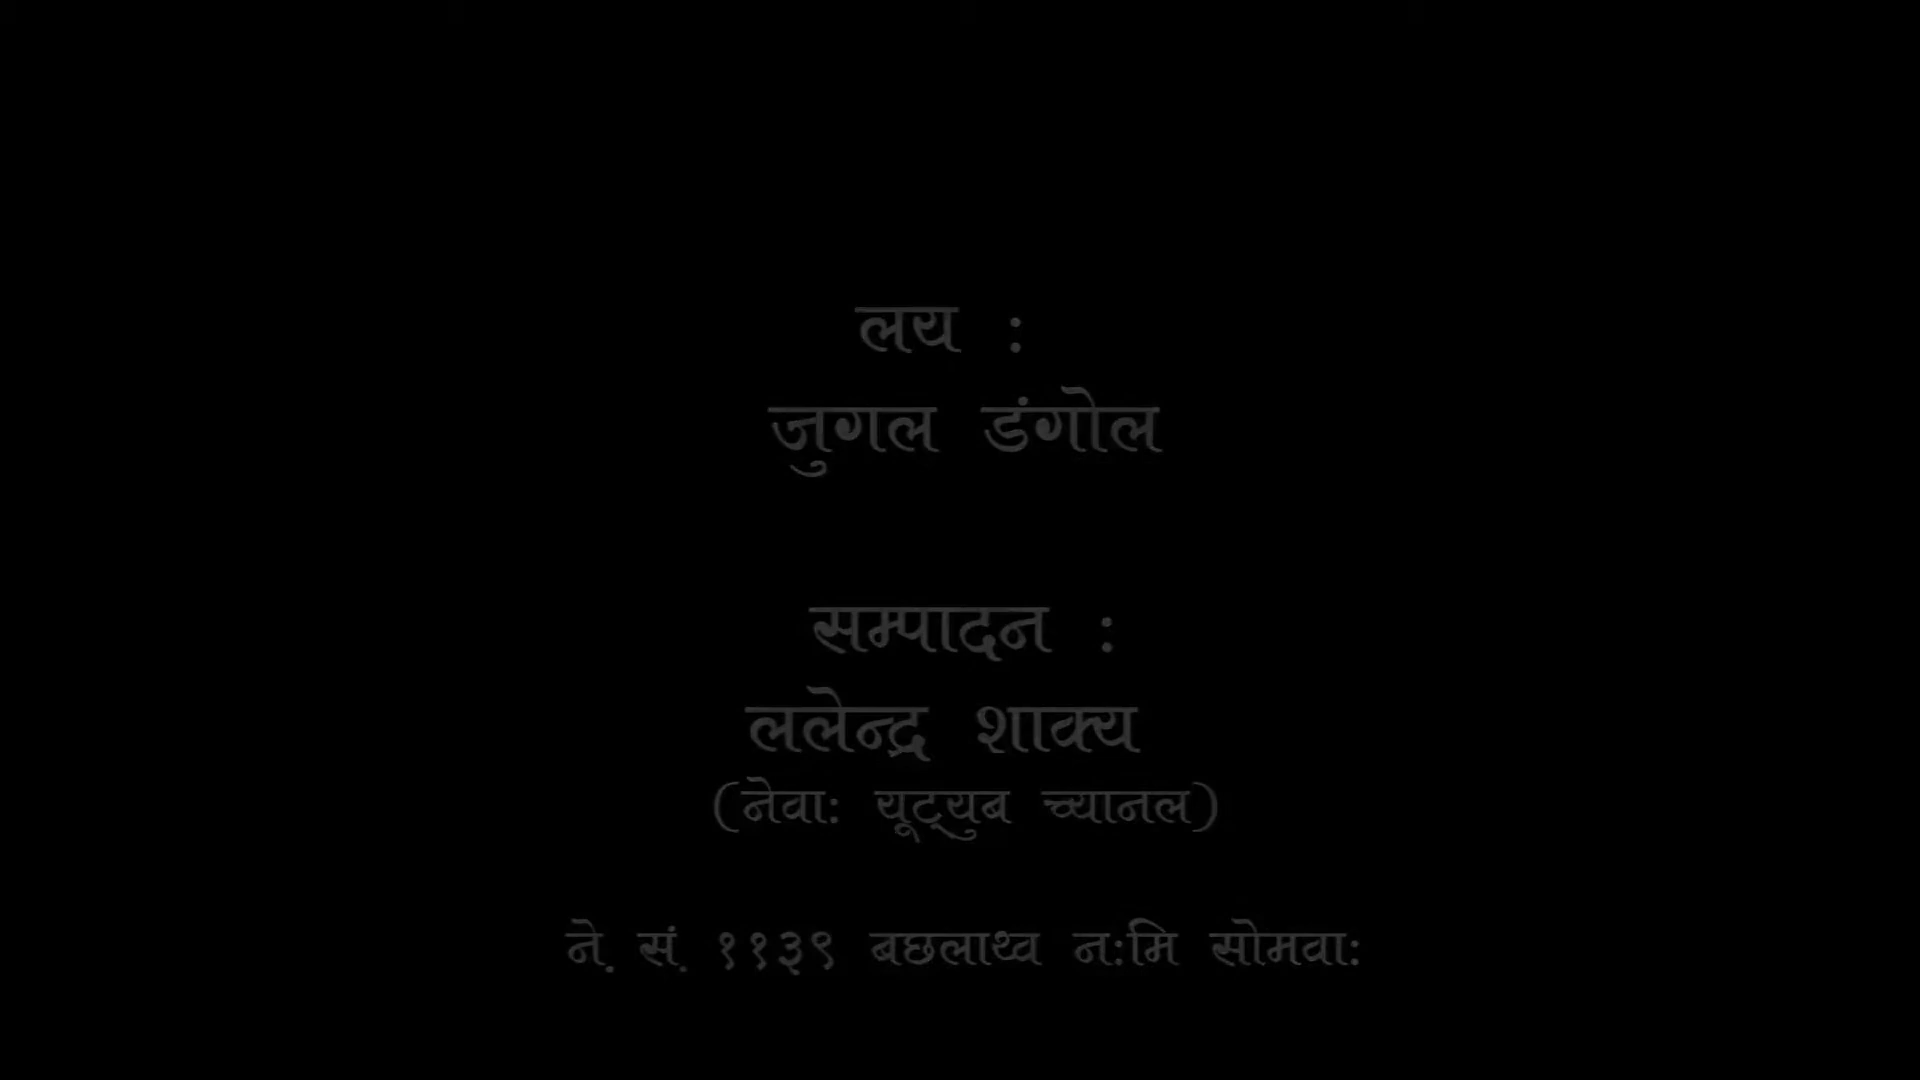 लय :
जुगल डंगोल
सम्पादन :
ललेन्द्र शाक्य
(नेवाः यूट्युब च्यानल)
ने. सं. ११३९ बछलाथ्व नःमि सोमवाः